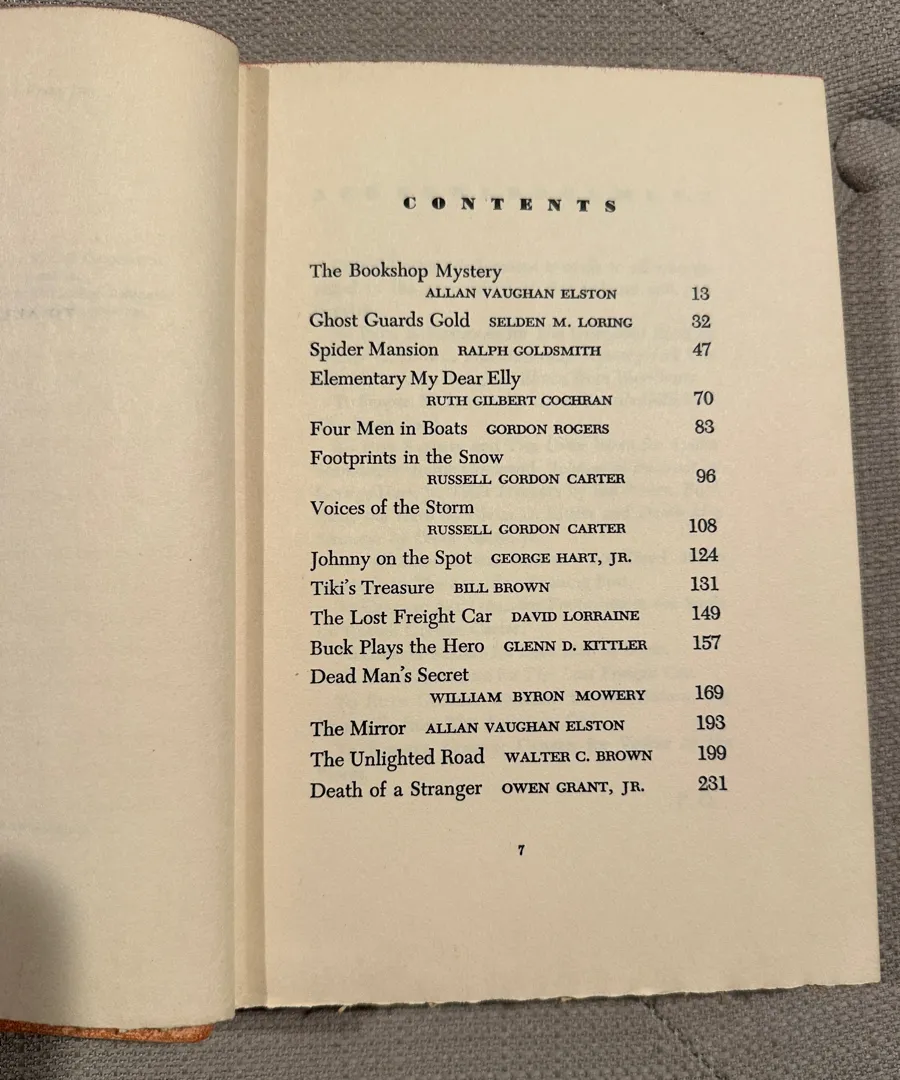 CONTENTS
The Bookshop Mystery
ALLAN VAUGHAN ELSTON 13
Ghost Guards Gold SELDEN M. LORING 32
Spider Mansion RALPH GOLDSMITH 47
Elementary My Dear Elly
RUTH GILBERT COCHRAN 70
Four Men in Boats GORDON ROGERS 83
Footprints in the Snow
RUSSELL GORDON CARTER 96
Voices of the Storm
RUSSELL GORDON CARTER 108
Johnny on the Spot GEORGE HART, JR. 124
Tiki's Treasure BILL BROWN 131
The Lost Freight Car DAVID LORRAINE 149
Buck Plays the Hero GLENN D. KITTLER 157
Dead Man's Secret
WILLIAM BYRON MOWERY 169
The Mirror ALLAN VAUGHAN ELSTON 193
The Unlighted Road WALTER C. BROWN 199
Death of a Stranger OWEN GRANT, JR. 231
7